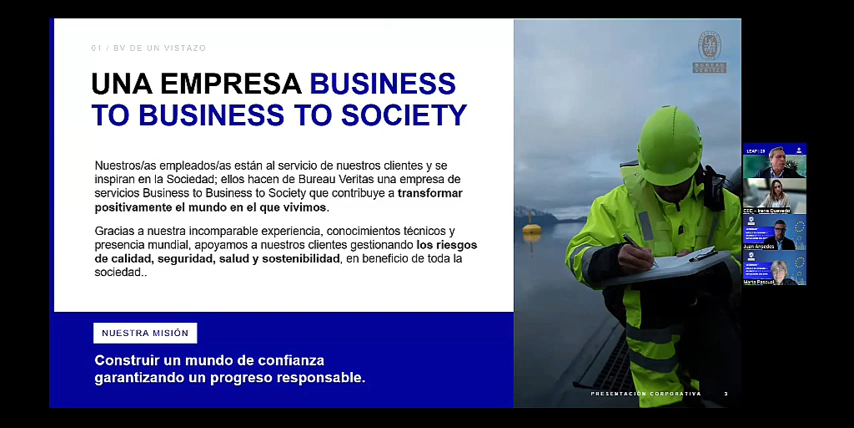 01 / BV DE UN VISTAZO
UNA EMPRESA BUSINESS
TO BUSINESS TO SOCIETY
Nuestros/as empleados/as están al servicio de nuestros clientes y se
inspiran en la Sociedad; ellos hacen de Bureau Veritas una empresa de
servicios Business to Business to Society que contribuye a transformar
positivamente el mundo en el que vivimos.
Gracias a nuestra incomparable experiencia, conocimientos técnicos y
presencia mundial, apoyamos a nuestros clientes gestionando los riesgos
de calidad, seguridad, salud y sostenibilidad, en beneficio de toda la
sociedad..
NUESTRA MISIÓN
Construir un mundo de confianza
garantizando un progreso responsable.
BUREAU
VERITAS
PRESENTACIÓN CORPORATIVA 3
CEC - Irene Quevedo
Juan Ansedes
Marta Pascual